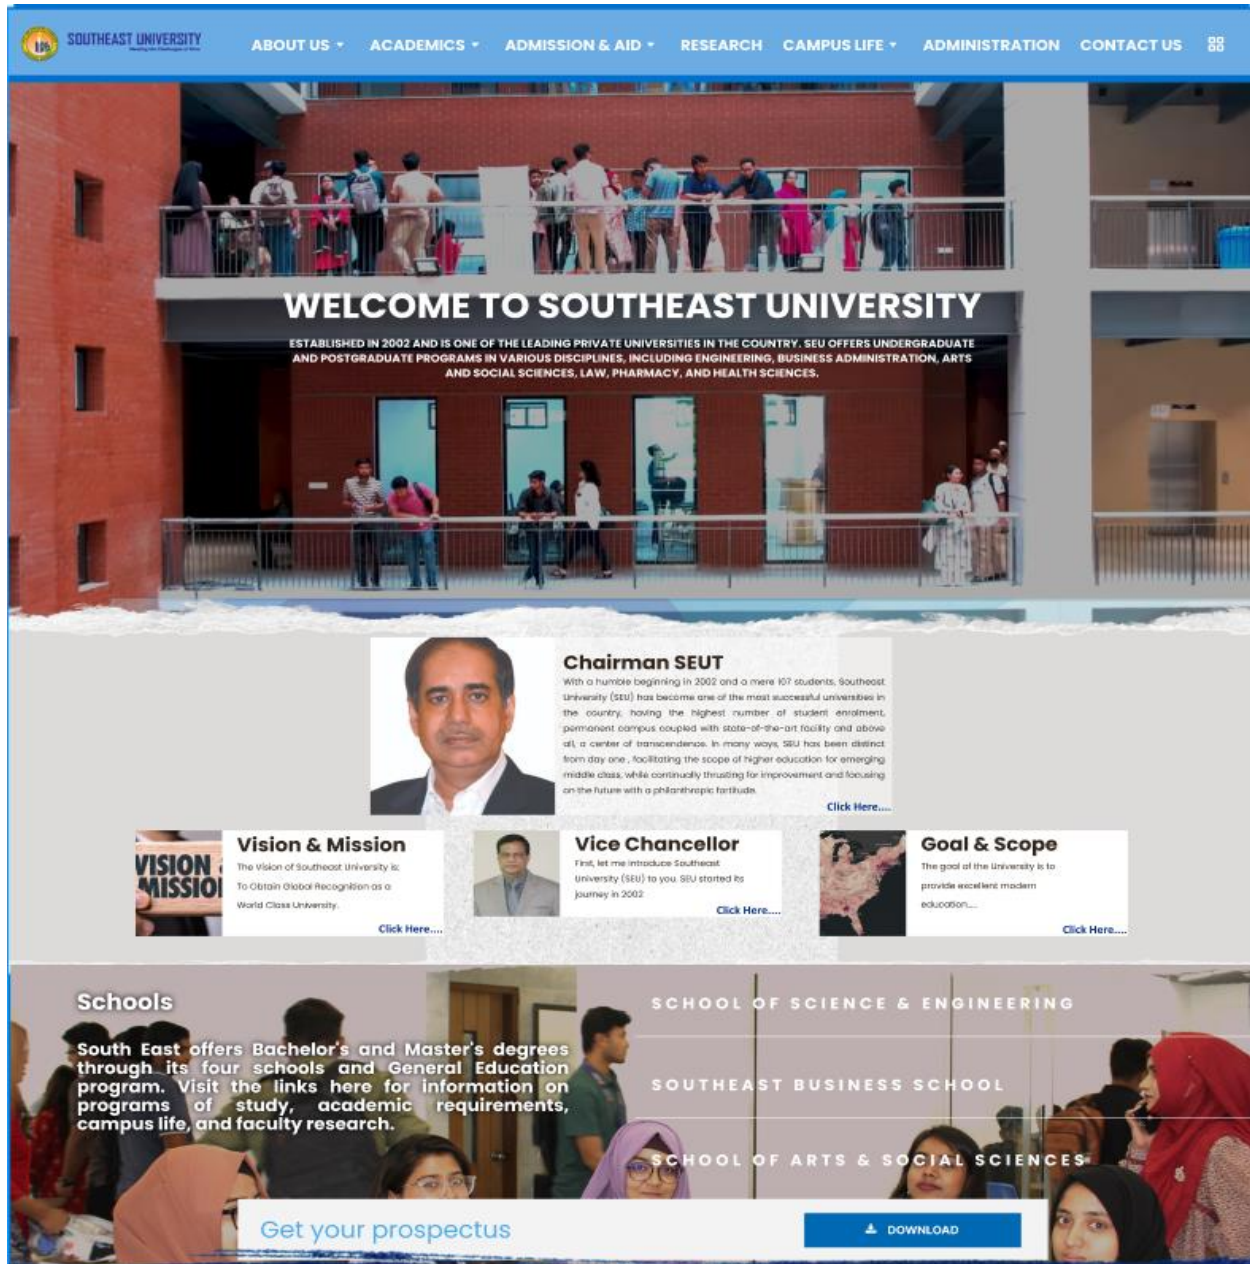 SOUTHEAST UNIVERSITY
ABOUT US
ACADEMICS
ADMISSION & AID
RESEARCH
CAMPUS LIFE
ADMINISTRATION
CONTACT US
WELCOME TO SOUTHEAST UNIVERSITY
ESTABLISHED IN 2002 AND IS ONE OF THE LEADING PRIVATE UNIVERSITIES IN THE COUNTRY. SEU OFFERS UNDERGRADUATE
AND POSTGRADUATE PROGRAMS IN VARIOUS DISCIPLINES, INCLUDING ENGINEERING, BUSINESS ADMINISTRATION, ARTS
AND SOCIAL SCIENCES, LAW, PHARMACY, AND HEALTH SCIENCES.
Chairman SEUT
With a humble beginning in 2002 and a mere 107 students, Southeast
University (SEU) has become one of the most successful universities in
the country, having the highest number of student enrolment,
permanent campus coupled with state-of-the-art facility and above
all, a center of transcendence. In many ways, SEU has been distinct
from day one , facilitating the scope of higher education for emerging
middle class, while continually thrusting for improvement and focusing
on the future with a philanthropic fortitude.
Click Here....
VISION &
MISSION
Vision & Mission
The Vision of Southeast University is;
To Obtain Global Recognition as a
World Class University.
Click Here....
Vice Chancellor
First, let me introduce Southeast
University (SEU) to you. SEU started its
journey in 2002
Click Here....
Goal & Scope
The goal of the University is to
provide excellent modern
education.....
Click Here....
Schools
South East offers Bachelor's and Master's degrees
through its four schools and General Education
program. Visit the links here for information on
programs of study, academic requirements,
campus life, and faculty research.
SCHOOL OF SCIENCE & ENGINEERING
SOUTHEAST BUSINESS SCHOOL
SCHOOL OF ARTS & SOCIAL SCIENCES
Get your prospectus
DOWNLOAD